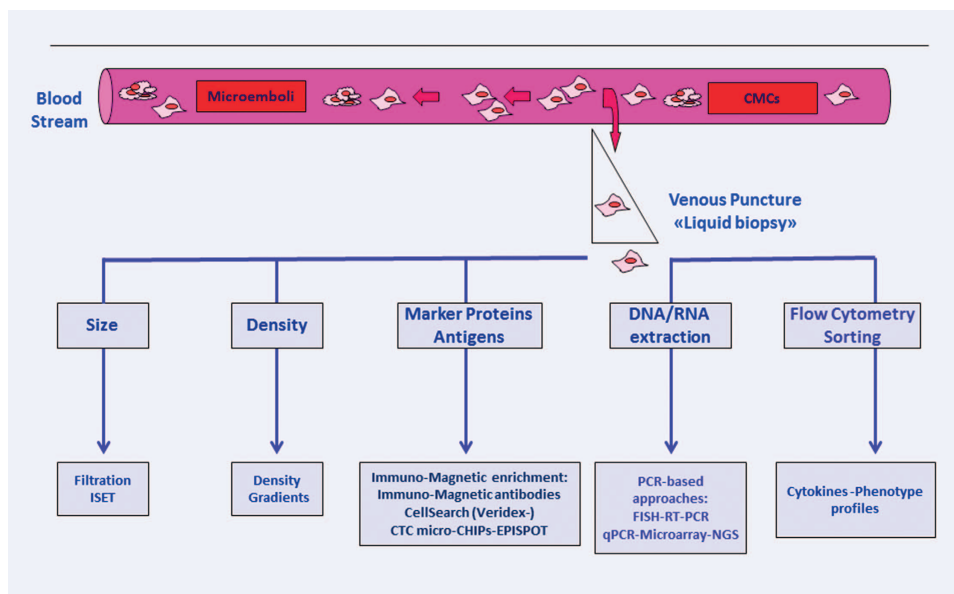 Blood
Stream
Microemboli
CMCs
Venous Puncture
«Liquid biopsy»
Size
Density
Marker Proteins
Antigens
DNA/RNA
extraction
Flow Cytometry
Sorting
Filtration
ISET
Density
Gradients
Immuno-Magnetic enrichment:
Immuno-Magnetic antibodies
CellSearch (Veridex-)
CTC micro-CHIPs-EPISPOT
PCR-based
approaches:
FISH-RT-PCR
qPCR-Microarray-NGS
Cytokines-Phenotype
profiles